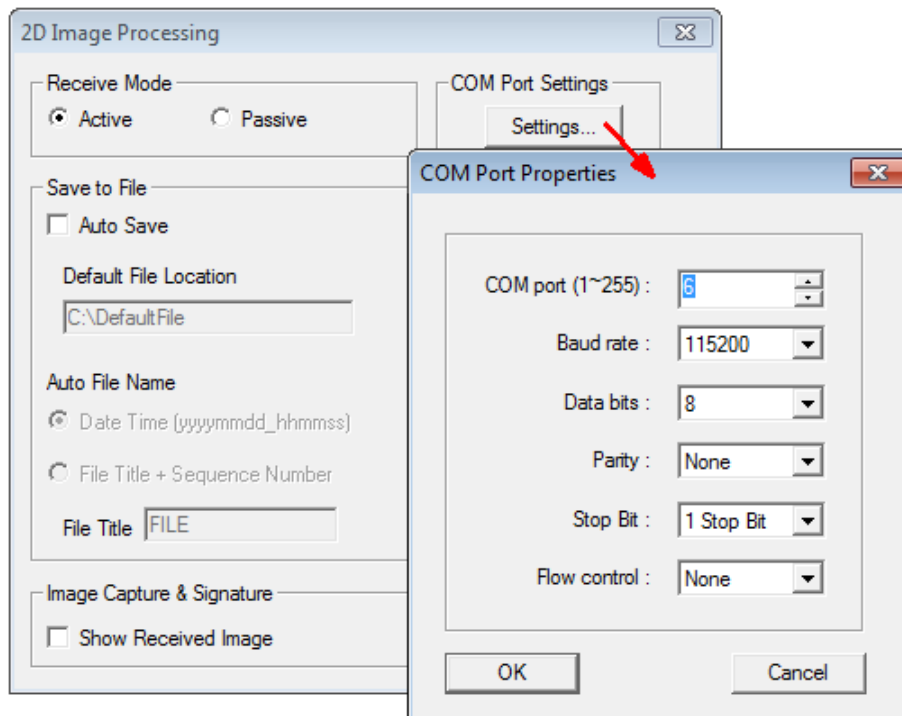 2D Image Processing
Receive Mode
Active
Passive
COM Port Settings
Settings...
Save to File
Auto Save
Default File Location
C:\DefaultFile
Auto File Name
Date Time (yyyymmdd_hhmmss)
File Title + Sequence Number
File Title FILE
Image Capture & Signature
Show Received Image
COM Port Properties
COM port (1~255) : 6
Baud rate : 115200
Data bits : 8
Parity : None
Stop Bit : 1 Stop Bit
Flow control : None
OK
Cancel